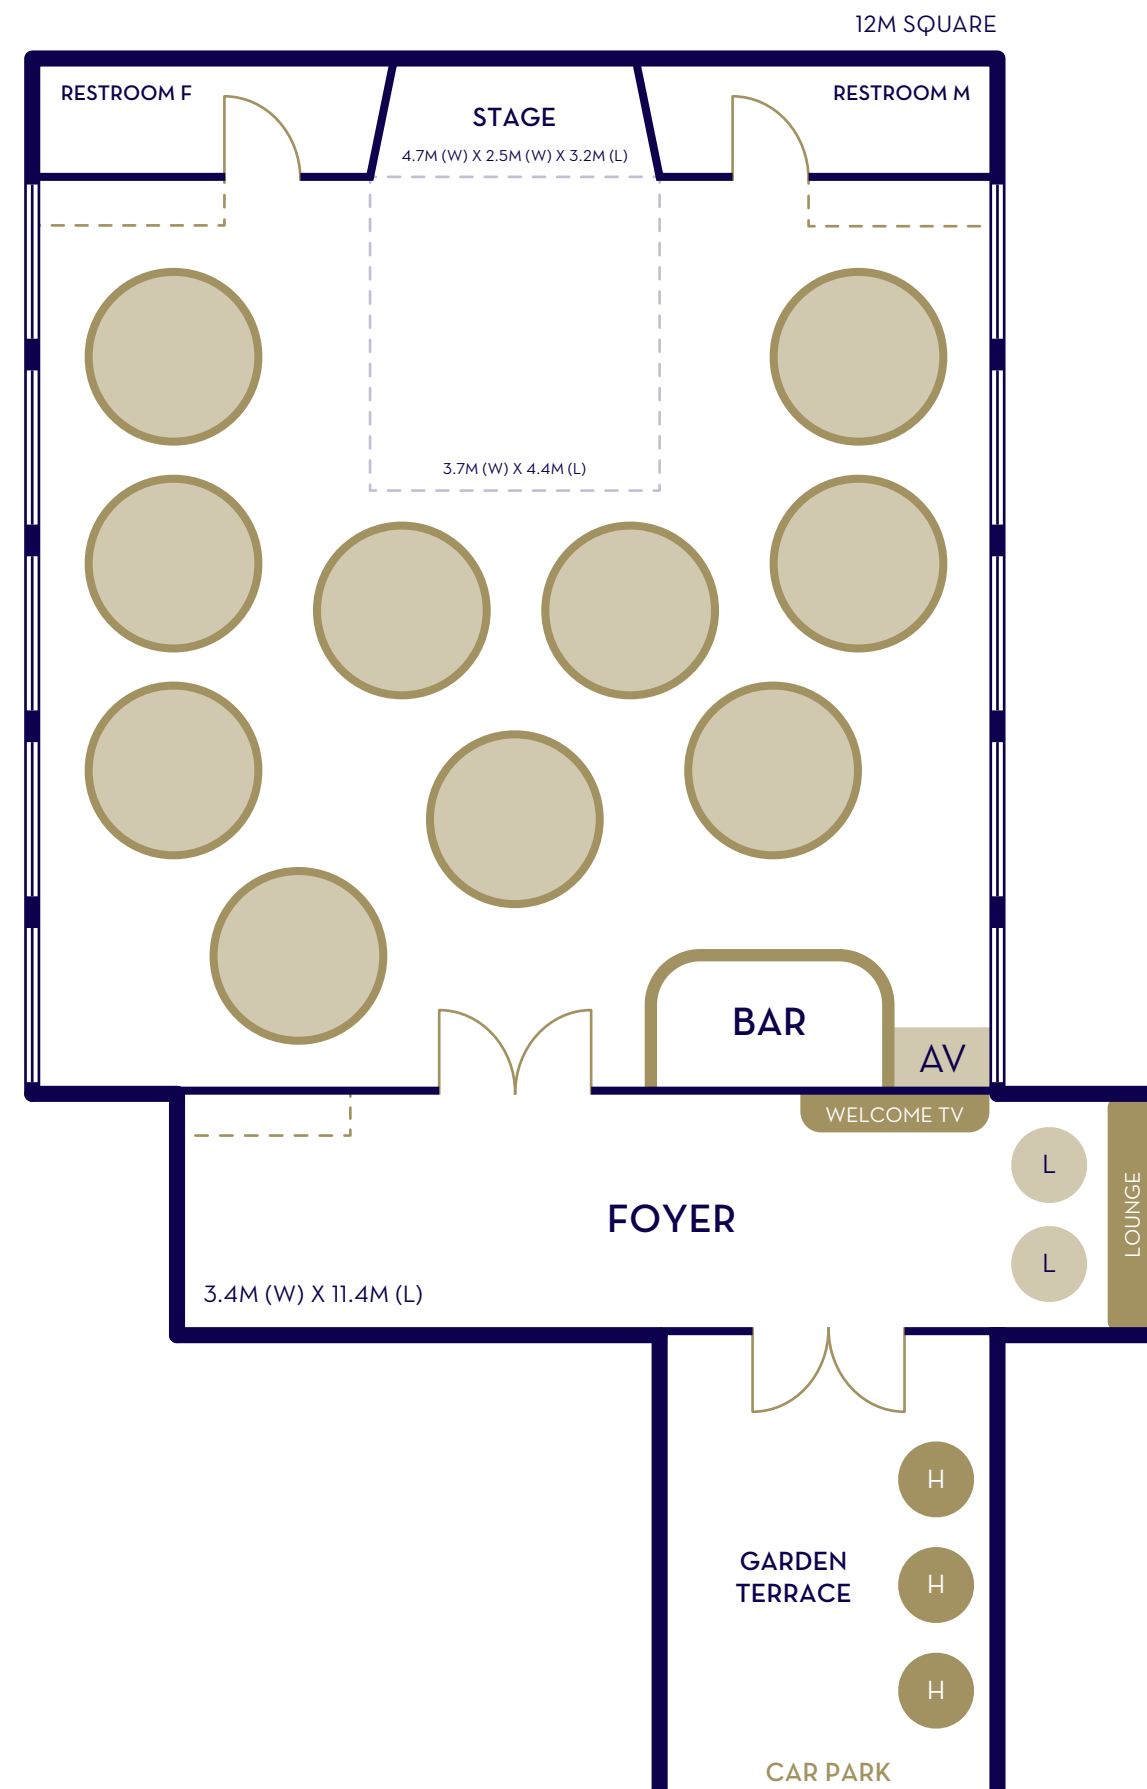 12M SQUARE
RESTROOM F
STAGE
RESTROOM M
4.7M (W) X 2.5M (W) X 3.2M (L)
3.7M (W) X 4.4M (L)
BAR
AV
WELCOME TV
L
LOUNGE
FOYER
L
3.4M (W) X 11.4M (L)
H
GARDEN
TERRACE
H
H
CAR PARK